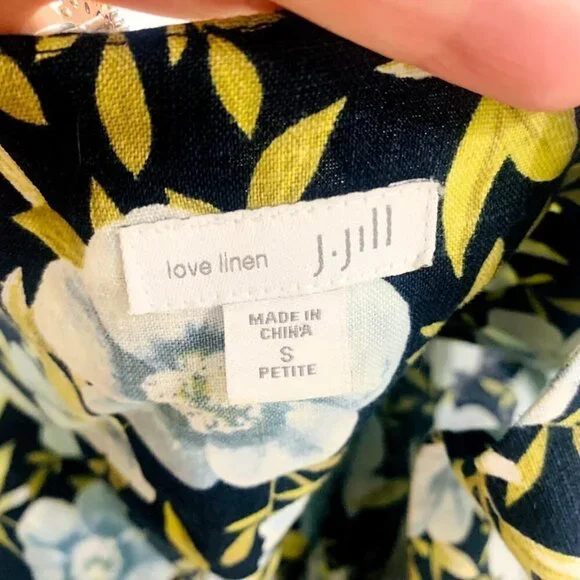 love linen J.Jill
MADE IN
CHINA
S
PETITE